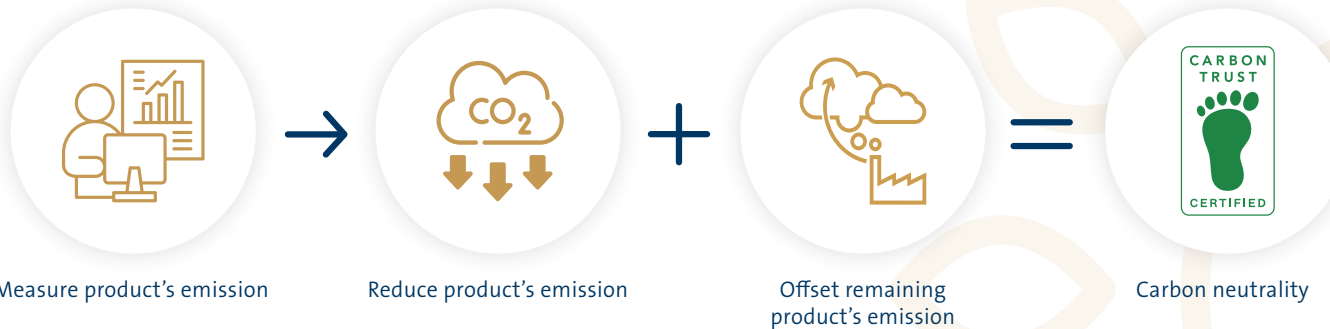 CO2
CARBON
TRUST
CERTIFIED
Measure product’s emission
Reduce product’s emission
Offset remaining
product’s emission
Carbon neutrality